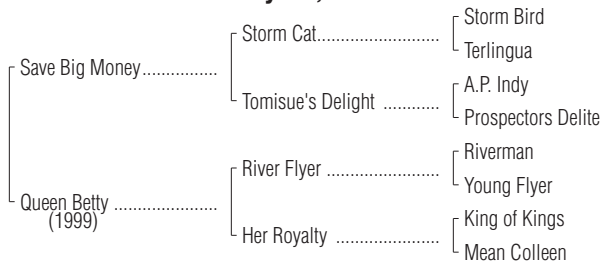 Storm Bird
Storm Cat..............................
Terlingua
Save Big Money..................
A.P. Indy
Tomisue's Delight ..............
Prospectors Delite
Riverman
River Flyer ............................
Young Flyer
Queen Betty .........................
(1999)
King of Kings
Her Royalty .........................
Mean Colleen